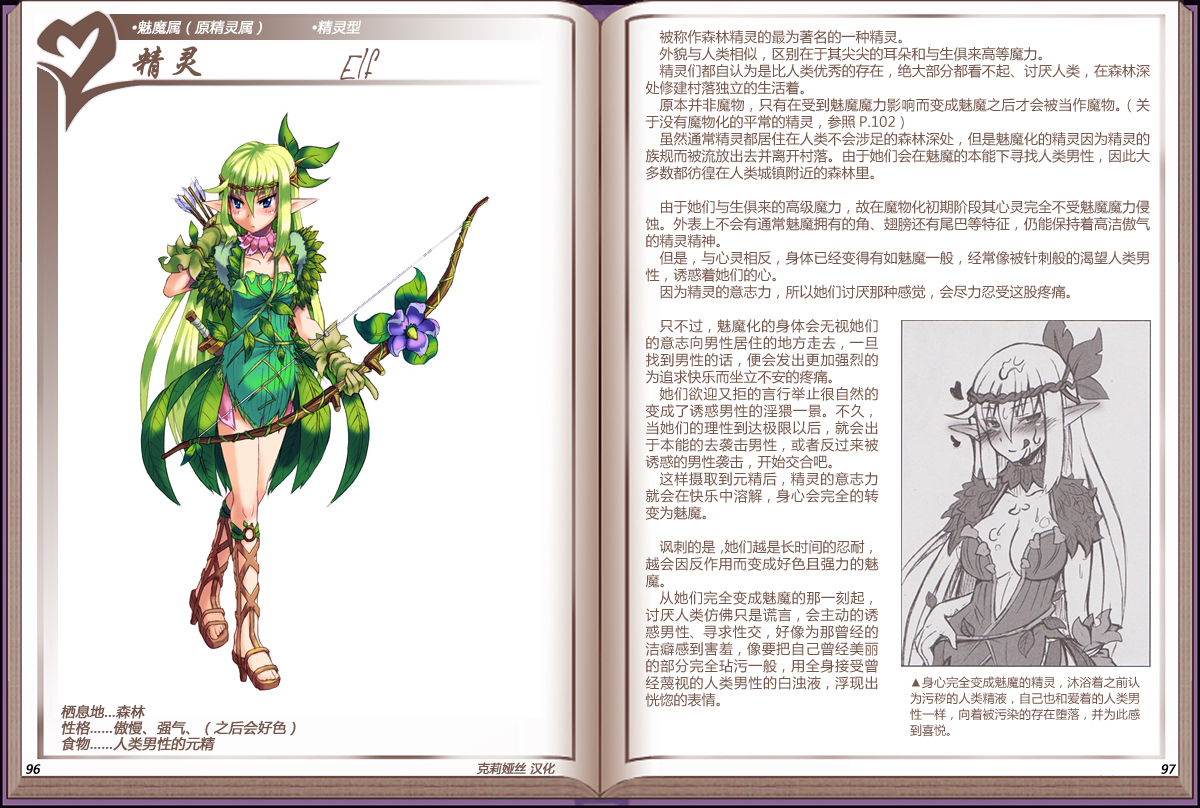 •魅魔属（原精灵属） •精灵型
精灵 Elf
栖息地...森林
性格......傲慢、强气、（之后会好色）
食物......人类男性的元精
96
克莉娅丝 汉化
被称作森林精灵的最为著名的一种精灵。
外貌与人类相似，区别在于其尖尖的耳朵和与生俱来高等魔力。
精灵们都自认为是比人类优秀的存在，绝大部分都看不起、讨厌人类，在森林深
处修建村落独立的生活着。
原本并非魔物，只有在受到魅魔魔力影响而变成魅魔之后才会被当作魔物。（关
于没有魔物化的平常的精灵，参照 P.102）
虽然通常精灵都居住在人类不会涉足的森林深处，但是魅魔化的精灵因为精灵的
族规而被流放出去并离开村落。由于她们会在魅魔的本能下寻找人类男性，因此大
多数都彷徨在人类城镇附近的森林里。
由于她们与生俱来的高级魔力，故在魔物化初期阶段其心灵完全不受魅魔魔力侵
蚀。外表上不会有通常魅魔拥有的角、翅膀还有尾巴等特征，仍能保持着高洁傲气
的精灵精神。
但是，与心灵相反，身体已经变得有如魅魔一般，经常像被针刺般的渴望人类男
性，诱惑着她们的心。
因为精灵的意志力，所以她们讨厌那种感觉，会尽力忍受这股疼痛。
只不过，魅魔化的身体会无视她们
的意志向男性居住的地方走去，一旦
找到男性的话，便会发出更加强烈的
为追求快乐而坐立不安的疼痛。
她们欲迎又拒的言行举止很自然的
变成了诱惑男性的淫猥一景。不久，
当她们的理性到达极限以后，就会出
于本能的去袭击男性，或者反过来被
诱惑的男性袭击，开始交合吧。
这样摄取到元精后，精灵的意志力
就会在快乐中溶解，身心会完全的转
变为魅魔。
讽刺的是，她们越是长时间的忍耐，
越会因反作用而变成好色且强力的魅
魔。
从她们完全变成魅魔的那一刻起，
讨厌人类仿佛只是谎言，会主动的诱
惑男性、寻求性交，好像为那曾经的
洁癖感到害羞，像要把自己曾经美丽
的部分完全玷污一般，用全身接受曾
经蔑视的人类男性的白浊液，浮现出
恍惚的表情。
▲身心完全变成魅魔的精灵，沐浴着之前认
为污秽的人类精液，自己也和爱着的人类男
性一样，向着被污染的存在堕落，并为此感
到喜悦。
97